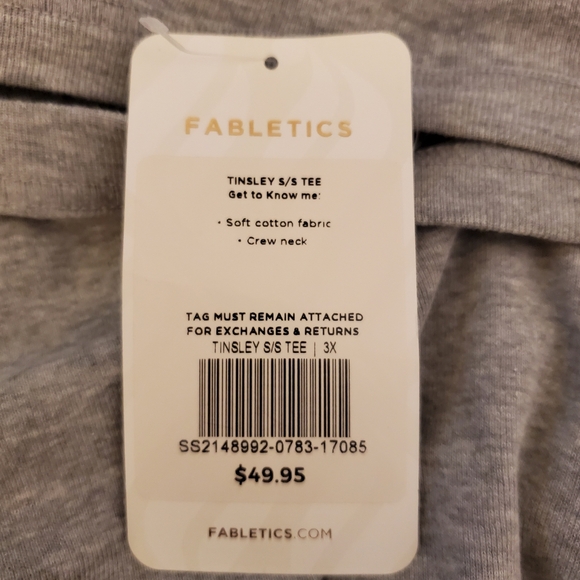 FABLETICS
TINSLEY S/S TEE
Get to Know me:
• Soft cotton fabric
• Crew neck
TAG MUST REMAIN ATTACHED
FOR EXCHANGES & RETURNS
TINSLEY S/S TEE | 3X
SS2148992-0783-17085
$49.95
FABLETICS.COM